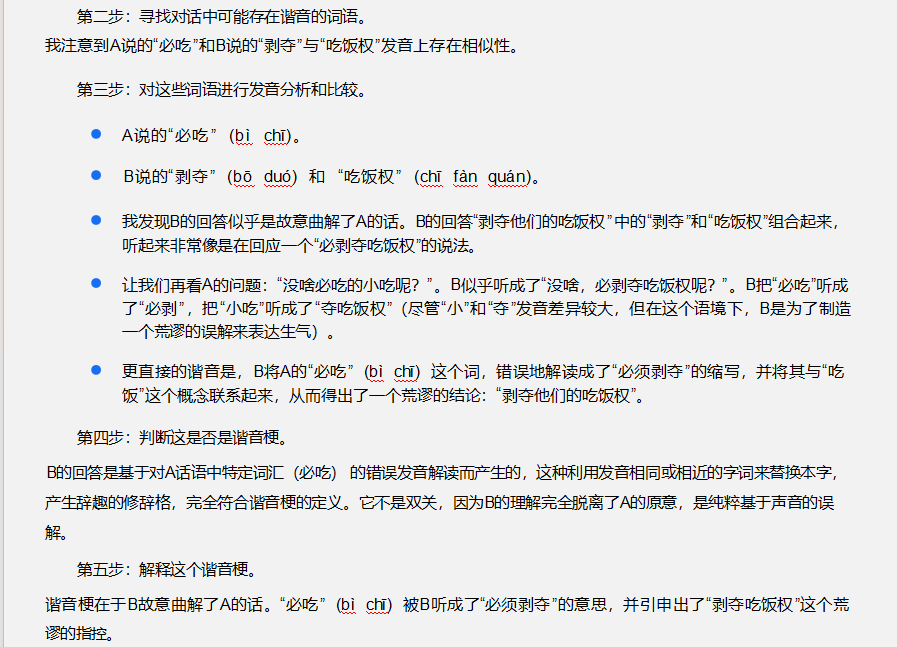 第二步：寻找对话中可能存在谐音的词语。
我注意到A说的“必吃”和B说的“剥夺”与“吃饭权”发音上存在相似性。
第三步：对这些词语进行发音分析和比较。
A说的“必吃”（bì chī）。
B说的“剥夺”（bō duó）和 “吃饭权”（chī fàn quán）。
我发现B的回答似乎是故意曲解了A的话。B的回答“剥夺他们的吃饭权”中的“剥夺”和“吃饭权”组合起来，
听起来非常像是在回应一个“必剥夺吃饭权”的说法。
让我们再看A的问题：“没啥必吃的小吃呢？”。B似乎听成了“没啥，必剥夺吃饭权呢？”。B把“必吃”听成
了“必剥”，把“小吃”听成了“夺吃饭权”（尽管“小”和“夺”发音差异较大，但在这个语境下，B是为了制造
一个荒谬的误解来表达生气）。
更直接的谐音是，B将A的“必吃”（bì chī）这个词，错误地解读成了“必须剥夺”的缩写，并将其与“吃
饭”这个概念联系起来，从而得出了一个荒谬的结论：“剥夺他们的吃饭权”。
第四步：判断这是否是谐音梗。
B的回答是基于对A话语中特定词汇（必吃）的错误发音解读而产生的，这种利用发音相同或相近的字词来替换本字，
产生辞趣的修辞格，完全符合谐音梗的定义。它不是双关，因为B的理解完全脱离了A的原意，是纯粹基于声音的误
解。
第五步：解释这个谐音梗。
谐音梗在于B故意曲解了A的话。“必吃”（bì chī）被B听成了“必须剥夺”的意思，并引申出了“剥夺吃饭权”这个荒
谬的指控。